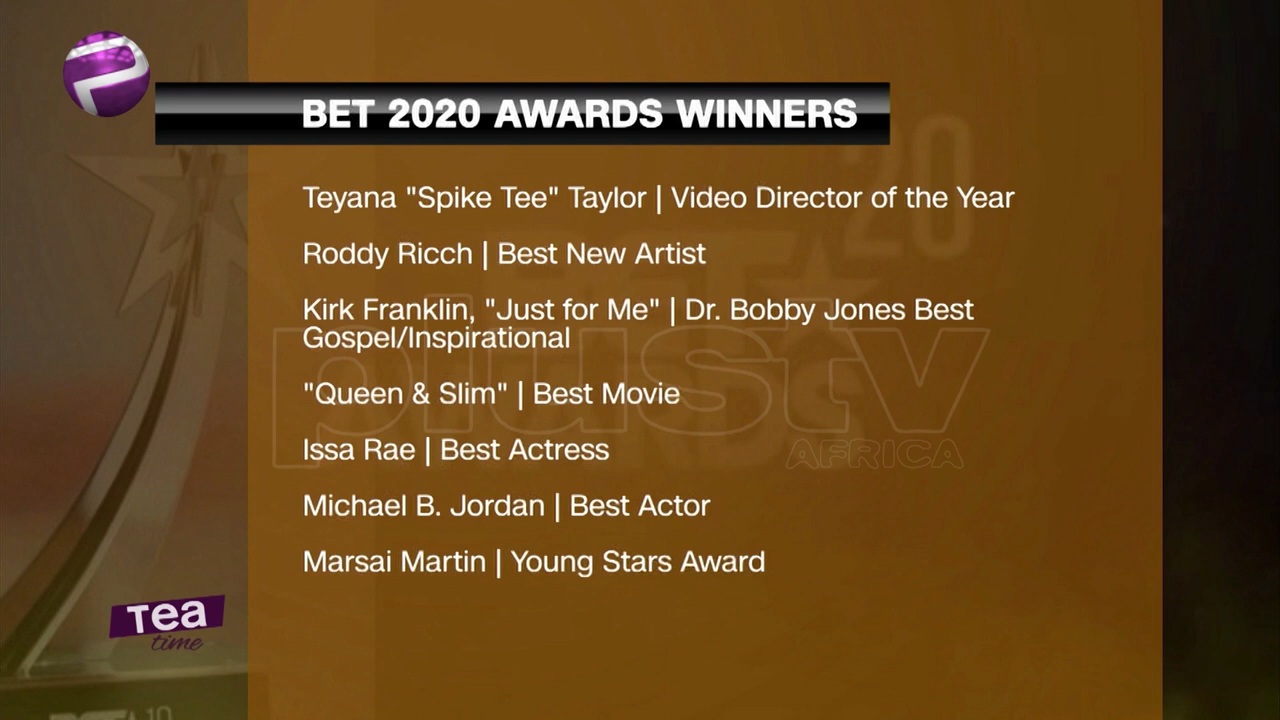 BET 2020 AWARDS WINNERS
20
Teyana "Spike Tee" Taylor | Video Director of the Year
Roddy Ricch | Best New Artist
Kirk Franklin, "Just for Me" | Dr. Bobby Jones Best
Gospel/Inspirational
plustv
AFRICA
"Queen & Slim" | Best Movie
Issa Rae | Best Actress
Michael B. Jordan | Best Actor
Marsai Martin | Young Stars Award
Tea
time